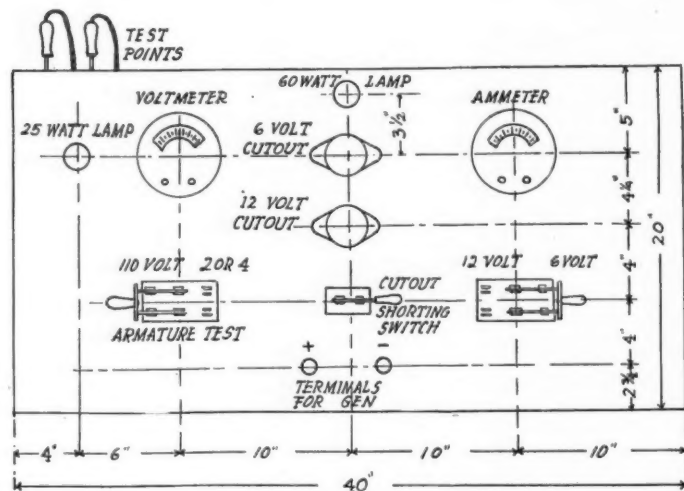 TEST
POINTS
60 WATT LAMP
VOLTMETER
AMMETER
25 WATT LAMP
6 VOLT
CUTOUT
3½"
5"
4¼"
12 VOLT
CUTOUT
20"
4"
110 VOLT 2 OR 4
12 VOLT 6 VOLT
CUTOUT
SHORTING
SWITCH
ARMATURE TEST
4"
+ -
TERMINALS
FOR GEN
2¾"
4" 6" 10" 10" 10"
40"